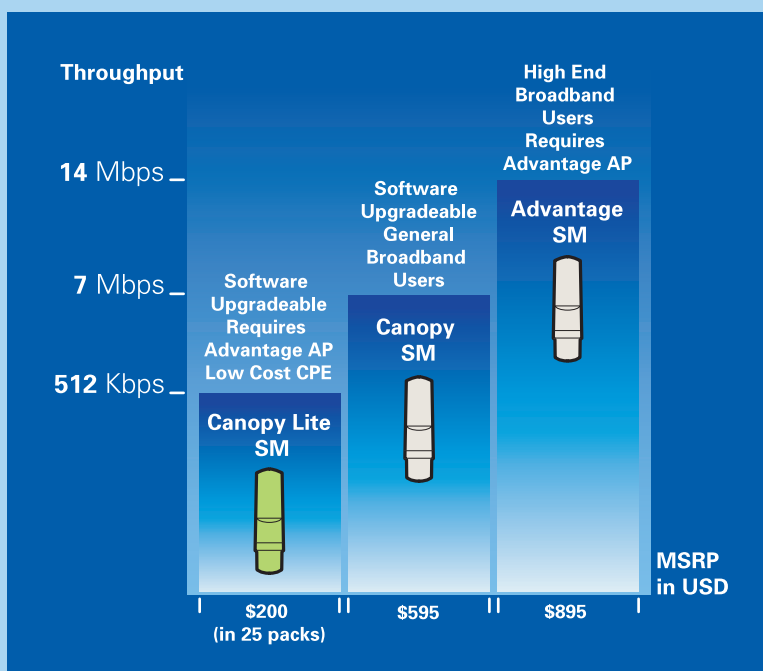 Throughput
14 Mbps
7 Mbps
512 Kbps
Software
Upgradeable
Requires
Advantage AP
Low Cost CPE
Canopy Lite
SM
Software
Upgradeable
General
Broadband
Users
Canopy
SM
High End
Broadband
Users
Requires
Advantage AP
Advantage
SM
$200
(in 25 packs)
$595
$895
MSRP
in USD